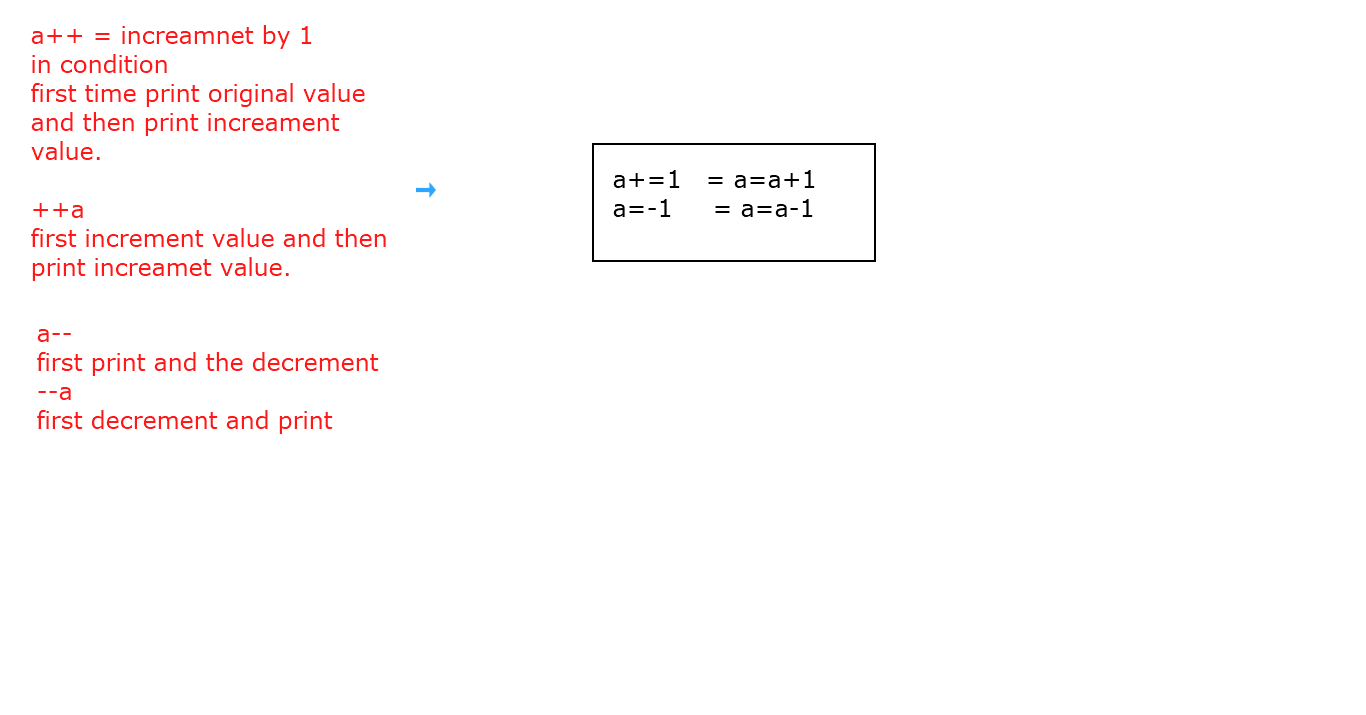 a++ = increamnet by 1
in condition
first time print original value
and then print increament
value.
++a
first increment value and then
print increamet value.
a--
first print and the decrement
--a
first decrement and print
a+=1 = a=a+1
a=-1 = a=a-1